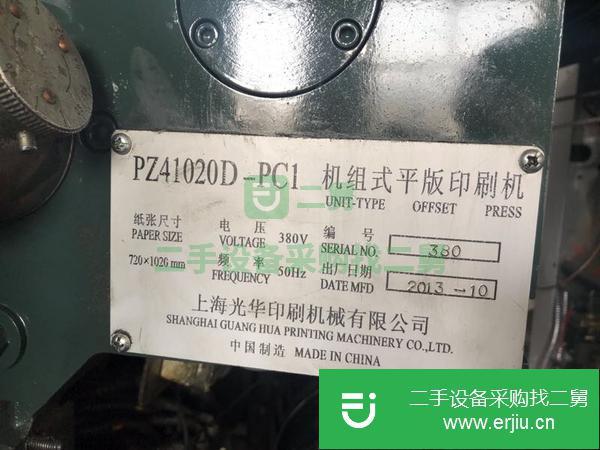 PZ41020D-PC1 机组式平版印刷机
UNIT-TYPE OFFSET PRESS
纸张尺寸 电压 380V 编号 380
PAPER SIZE VOLTAGE SERIAL NO.
720×1020 mm 频率 50Hz 出厂日期 2013-10
FREQUENCY DATE MFD
上海光华印刷机械有限公司
SHANGHAI GUANG HUA PRINTING MACHINERY CO.,LTD.
中国制造 MADE IN CHINA
二舅
二手设备采购找二舅
二手设备采购找二舅
www.erjiu.cn